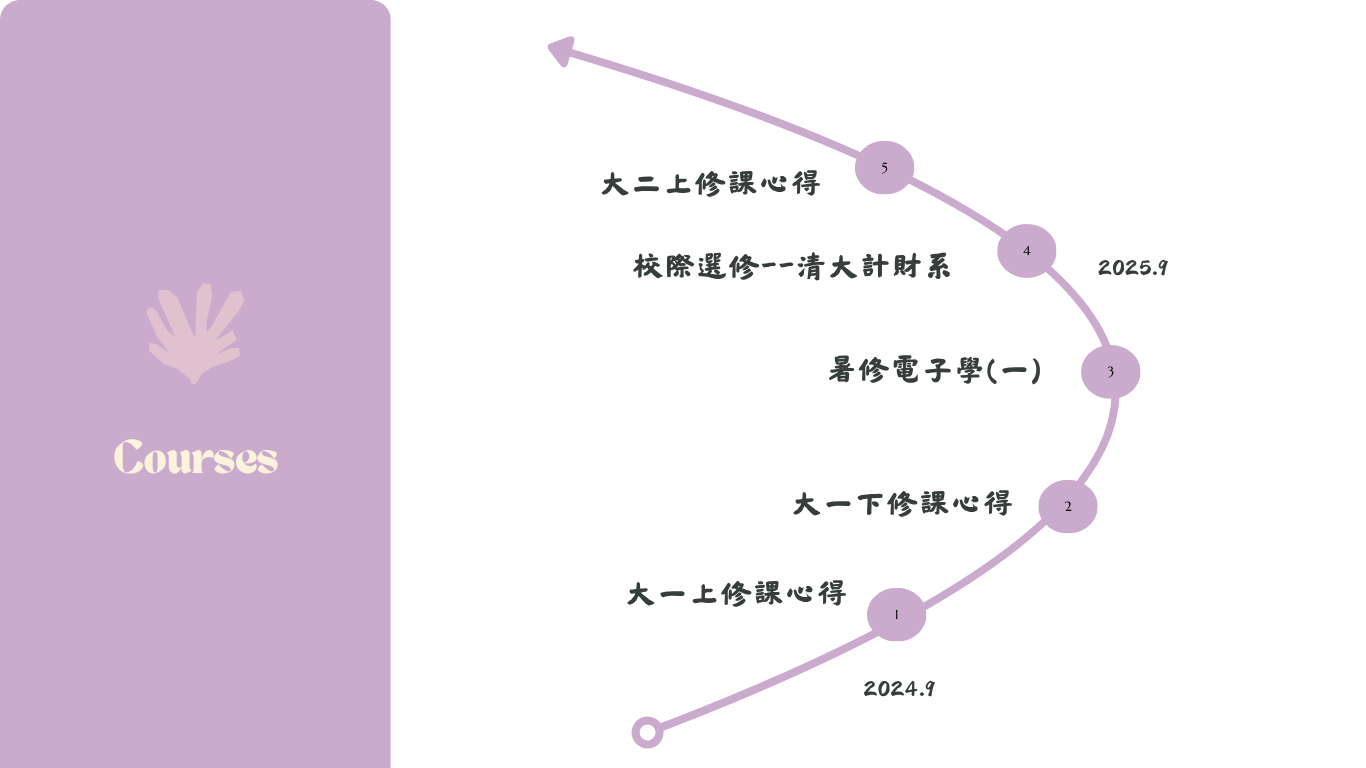 Courses
5
大二上修課心得
4
校際選修--清大計財系
2025.9
3
暑修電子學(一)
2
大一下修課心得
1
大一上修課心得
2024.9